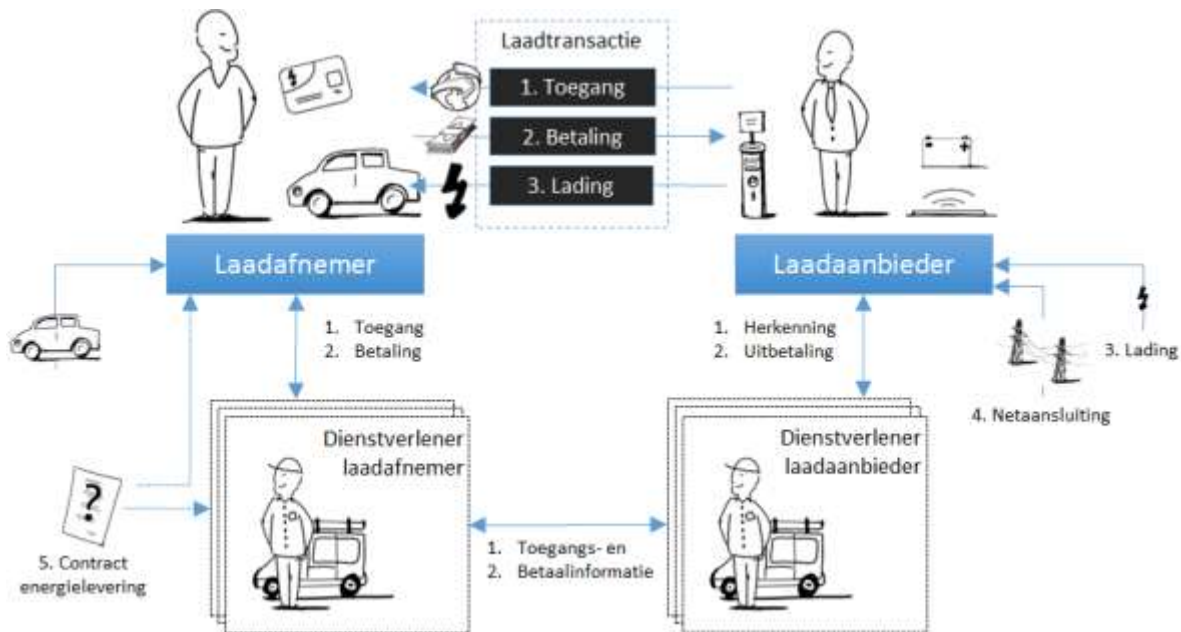 Laadtransactie
1. Toegang
2. Betaling
3. Lading
Laadafnemer
Laadaanbieder
1. Toegang
2. Betaling
1. Herkenning
2. Uitbetaling
3. Lading
4. Netaansluiting
Dienstverlener
laadafnemer
Dienstverlener
laadaanbieder
?
5. Contract
energielevering
1. Toegangs- en
2. Betaalinformatie